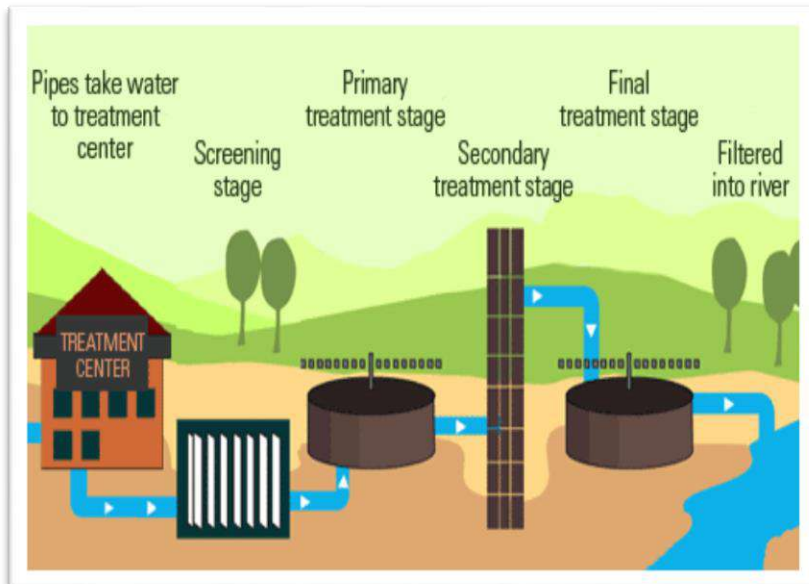 Pipes take water
to treatment
center
Screening
stage
Primary
treatment stage
Secondary
treatment stage
Final
treatment stage
Filtered
into river
TREATMENT
CENTER